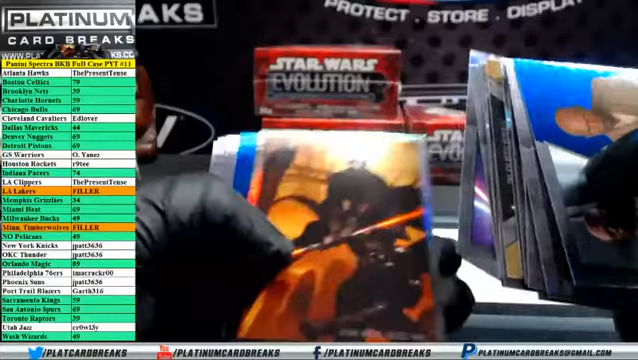 PLATINUM
CARD BREAKS
PROTECT . STORE . DISPLAY
Panini Spectra BKB Full Case PYT #11
Atlanta Hawks ThePresentTense
Boston Celtics 79
Brooklyn Nets 39
Charlotte Hornets 59
Chicago Bulls 69
Cleveland Cavaliers Edlover
Dallas Mavericks 44
Denver Nuggets 69
Detroit Pistons 69
GS Warriors O. Yanez
Houston Rockets r9tee
Indiana Pacers 74
LA Clippers ThePresentTense
LA Lakers FILLER
Memphis Grizzlies 34
Miami Heat 69
Milwaukee Bucks 49
Minn. Timberwolves FILLER
NO Pelicans 49
New York Knicks jpatt3636
OKC Thunder jpatt3636
Orlando Magic 89
Philadelphia 76ers imacrackr00
Phoenix Suns jpatt3636
Port Trail Blazers Garth316
Sacramento Kings 59
San Antonio Spurs 69
Toronto Raptors 39
Utah Jazz cr0w13y
Wash Wizards 49
STAR WARS
EVOLUTION
/PLATCARDBREAKS
You Tube /PLATINUMCARDBREAKS
f /PLATINUMCARDBREAKS
P PLATCARDBREAKS